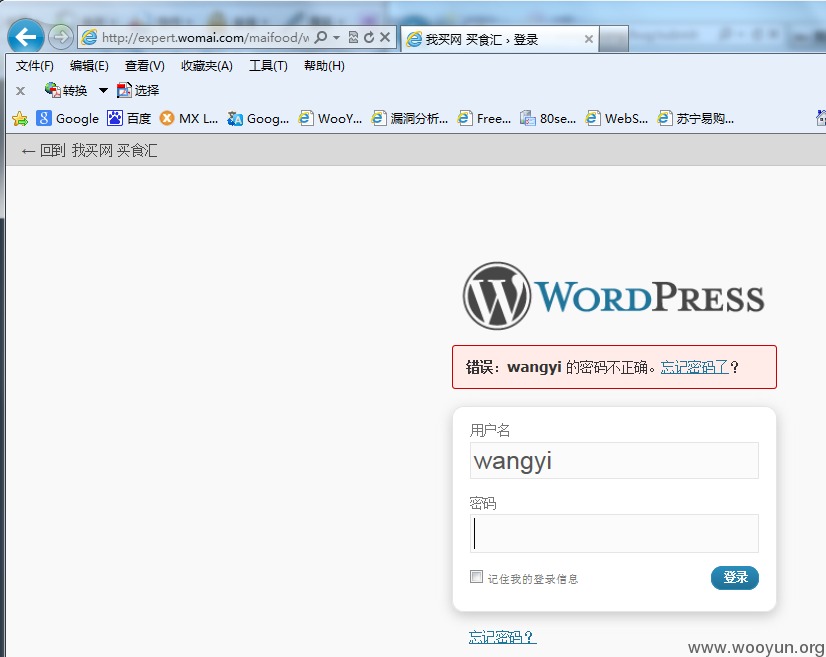 http://expert.womai.com/maifood/w
我买网 买食汇 › 登录
文件(F) 编辑(E) 查看(V) 收藏夹(A) 工具(T) 帮助(H)
x 转换 选择
Google 百度 MX L... Goog... WooY... 漏洞分析... Free... 80se... WebS... 苏宁易购...
← 回到 我买网 买食汇
WORDPRESS
错误：wangyi 的密码不正确。忘记密码了？
用户名
wangyi
密码
记住我的登录信息
登录
忘记密码？
www.wooyun.org